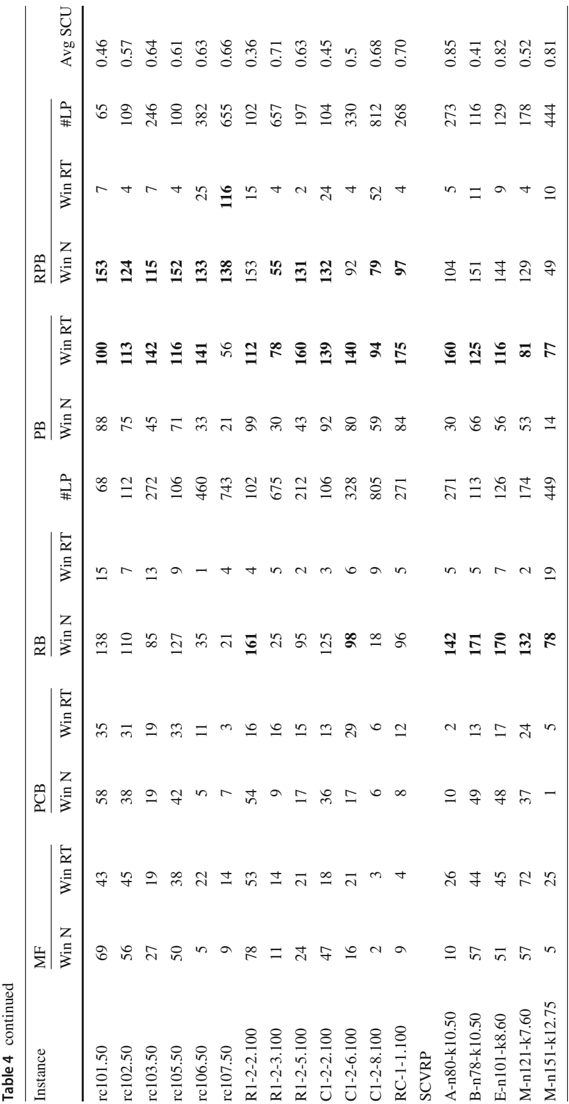 Table 4 continued
Instance MF PCB RB PB RPB Avg SCU
Win N Win RT Win N Win RT Win N Win RT #LP Win N Win RT Win N Win RT #LP
rc101.50 69 43 58 35 138 15 68 88 100 153 7 65 0.46
rc102.50 56 45 38 31 110 7 112 75 113 124 4 109 0.57
rc103.50 27 19 19 19 85 13 272 45 142 115 7 246 0.64
rc105.50 50 38 42 33 127 9 106 71 116 152 4 100 0.61
rc106.50 5 22 5 11 35 1 460 33 141 133 25 382 0.63
rc107.50 9 14 7 3 21 4 743 21 56 138 116 655 0.66
R1-2-2.100 78 53 54 16 161 4 102 99 112 153 15 102 0.36
R1-2-3.100 11 14 9 16 25 5 675 30 78 55 4 657 0.71
R1-2-5.100 24 21 17 15 95 2 212 43 160 131 2 197 0.63
C1-2-2.100 47 18 36 13 125 3 106 92 139 132 24 104 0.45
C1-2-6.100 16 21 17 29 98 6 328 80 140 92 4 330 0.5
C1-2-8.100 2 3 6 6 18 9 805 59 94 79 52 812 0.68
RC-1-1.100 9 4 8 12 96 5 271 84 175 97 4 268 0.70
SCVRP
A-n80-k10.50 10 26 10 2 142 5 271 30 160 104 5 273 0.85
B-n78-k10.50 57 44 49 13 171 5 113 66 125 151 11 116 0.41
E-n101-k8.60 51 45 48 17 170 7 126 56 116 144 9 129 0.82
M-n121-k7.60 57 72 37 24 132 2 174 53 81 129 4 178 0.52
M-n151-k12.75 5 25 1 5 78 19 449 14 77 49 10 444 0.81